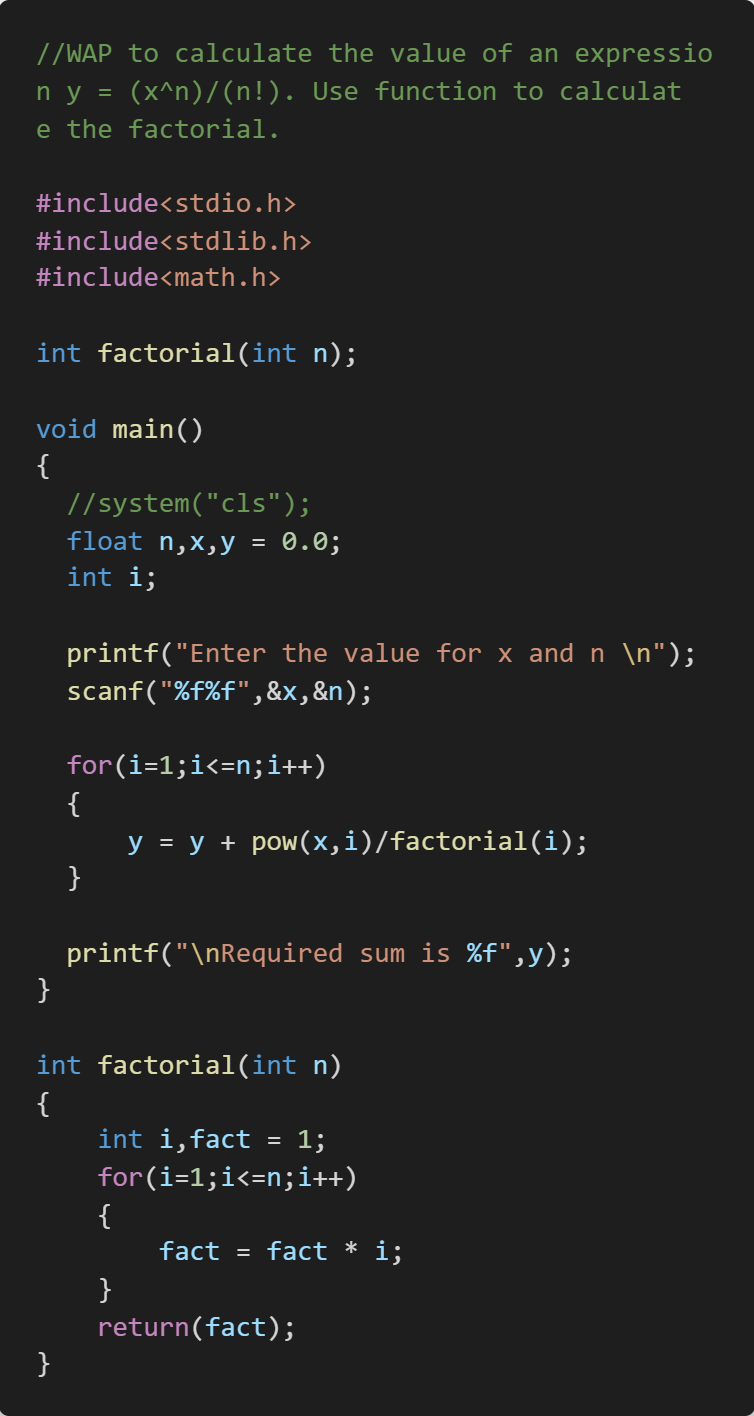 //WAP to calculate the value of an expressio
n y = (x^n)/(n!). Use function to calculat
e the factorial.
#include<stdio.h>
#include<stdlib.h>
#include<math.h>
int factorial(int n);
void main()
{
  //system("cls");
  float n,x,y = 0.0;
  int i;
  printf("Enter the value for x and n \n");
  scanf("%f%f",&x,&n);
  for(i=1;i<=n;i++)
  {
      y = y + pow(x,i)/factorial(i);
  }
  printf("\nRequired sum is %f",y);
}
int factorial(int n)
{
    int i,fact = 1;
    for(i=1;i<=n;i++)
    {
        fact = fact * i;
    }
    return(fact);
}